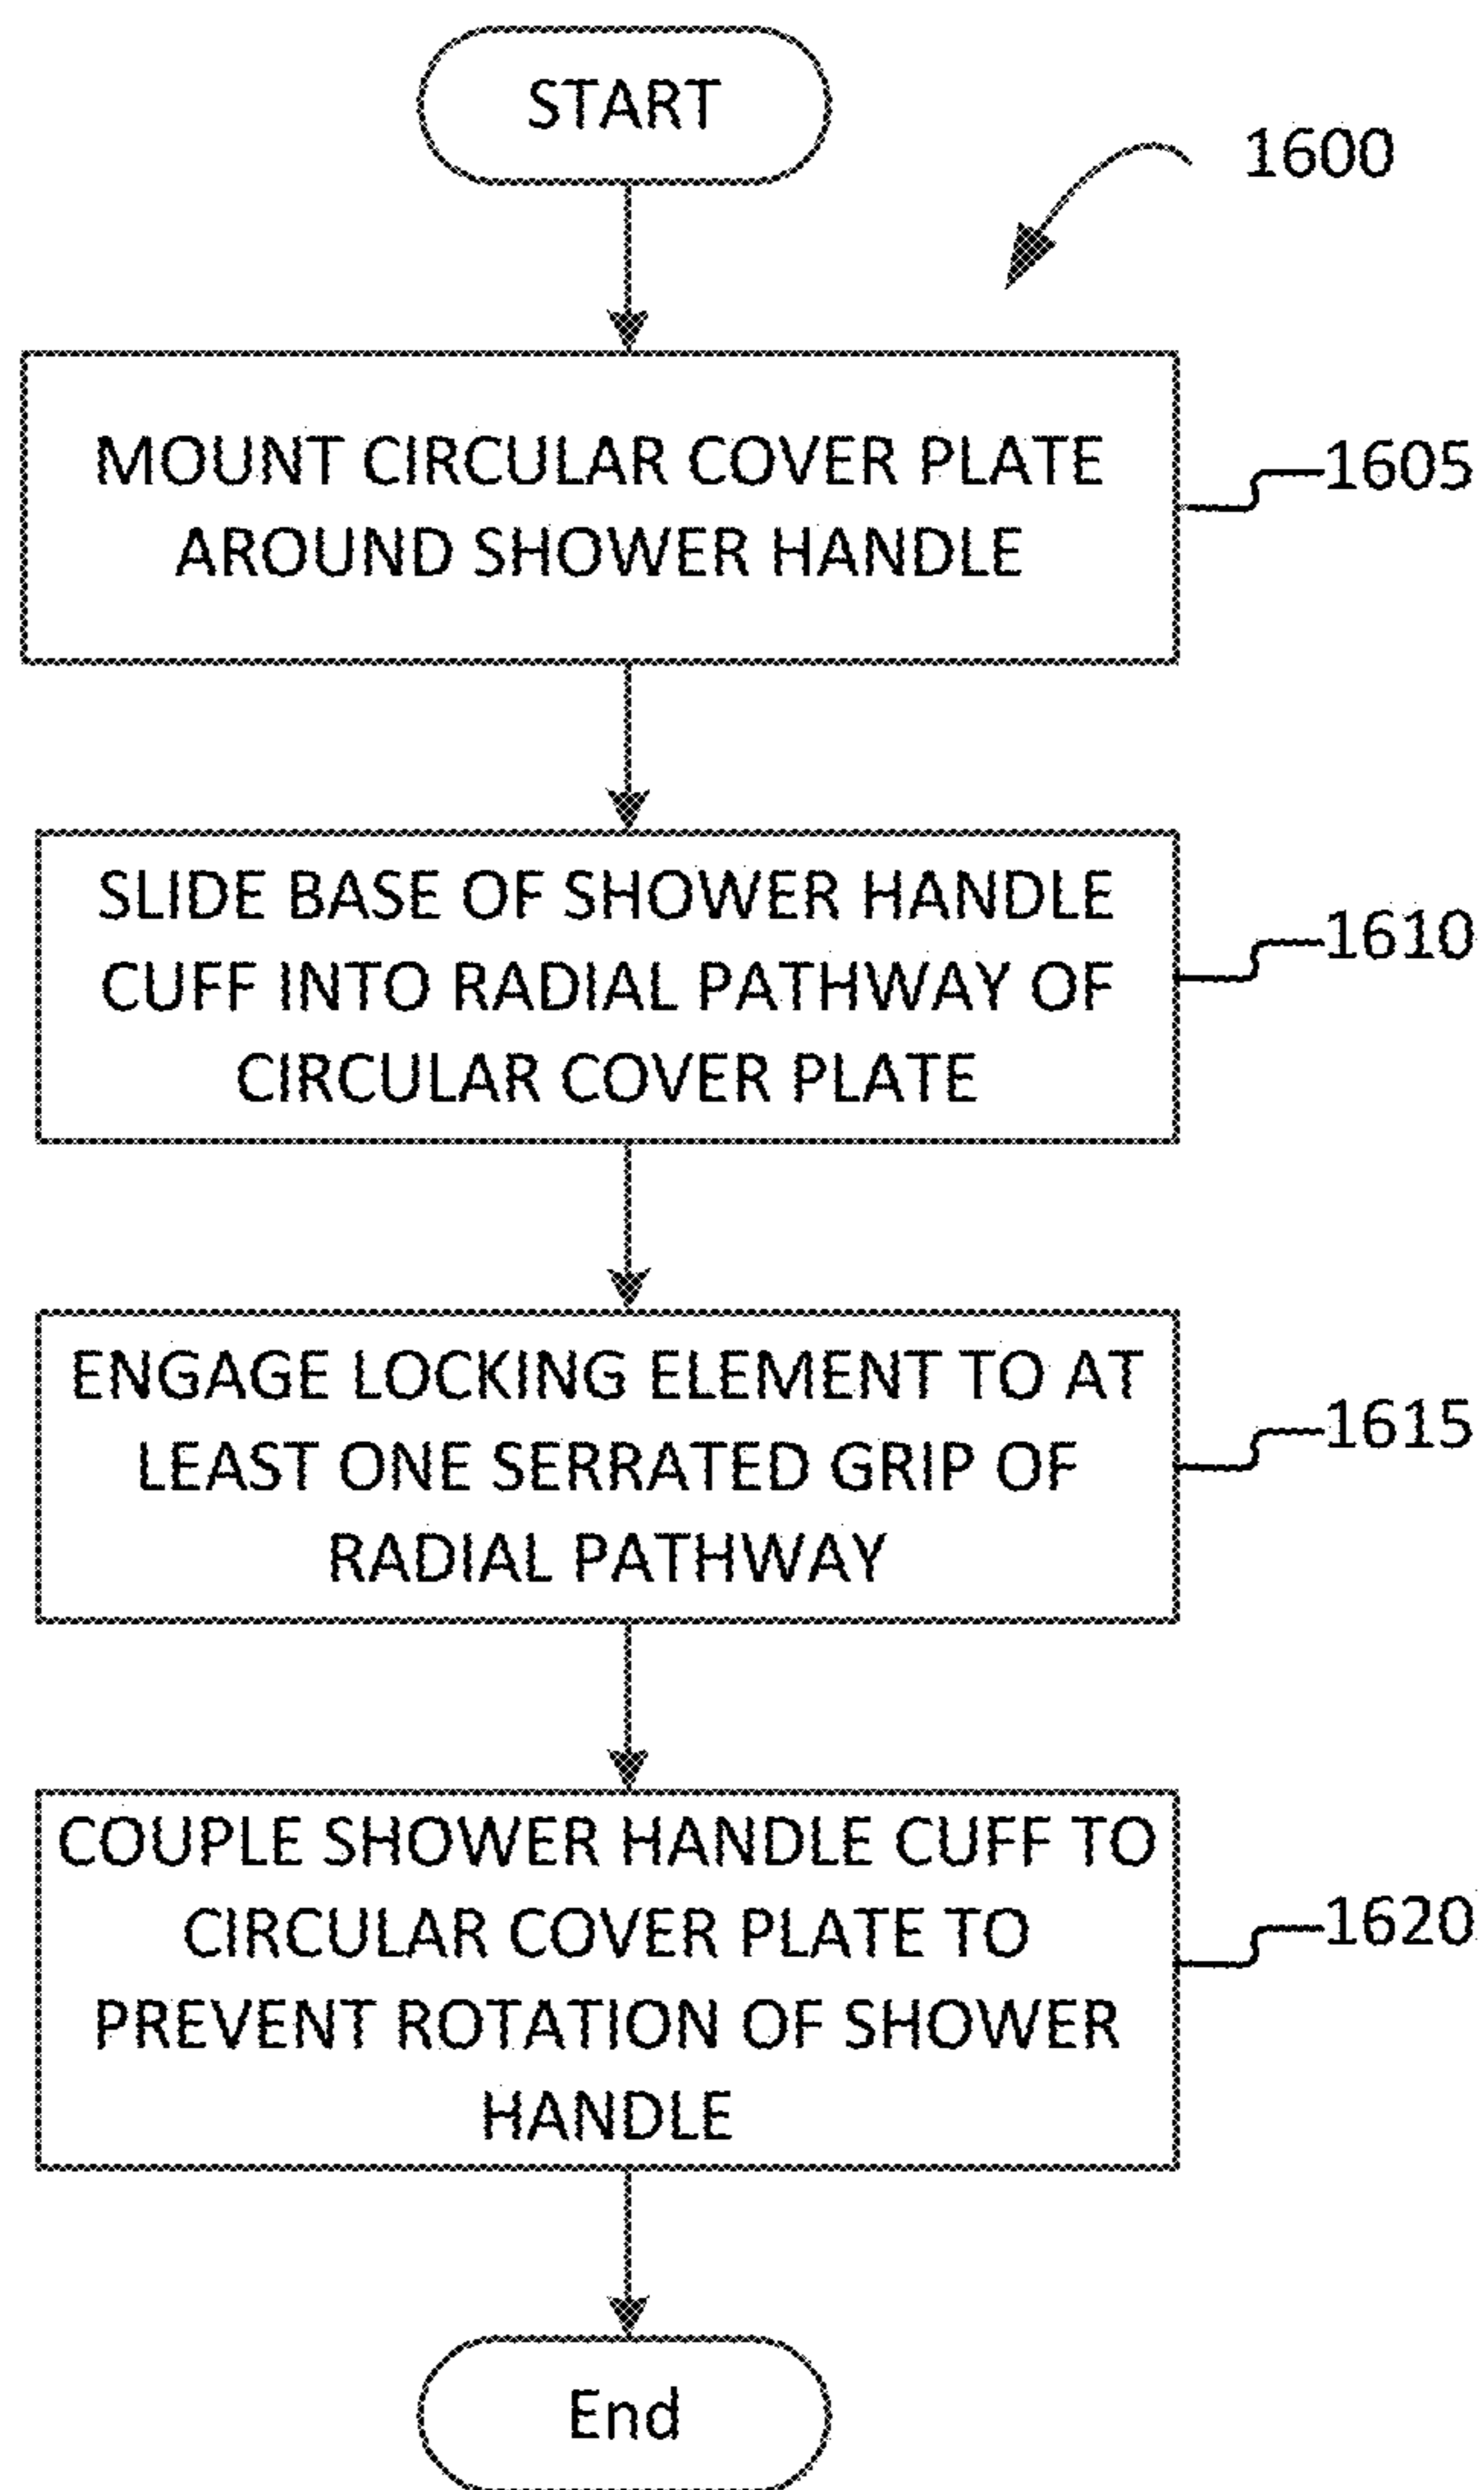 START
1600
MOUNT CIRCULAR COVER PLATE
AROUND SHOWER HANDLE
1605
SLIDE BASE OF SHOWER HANDLE
CUFF INTO RADIAL PATHWAY OF
CIRCULAR COVER PLATE
1610
ENGAGE LOCKING ELEMENT TO AT
LEAST ONE SERRATED GRIP OF
RADIAL PATHWAY
1615
COUPLE SHOWER HANDLE CUFF TO
CIRCULAR COVER PLATE TO
PREVENT ROTATION OF SHOWER
HANDLE
1620
End